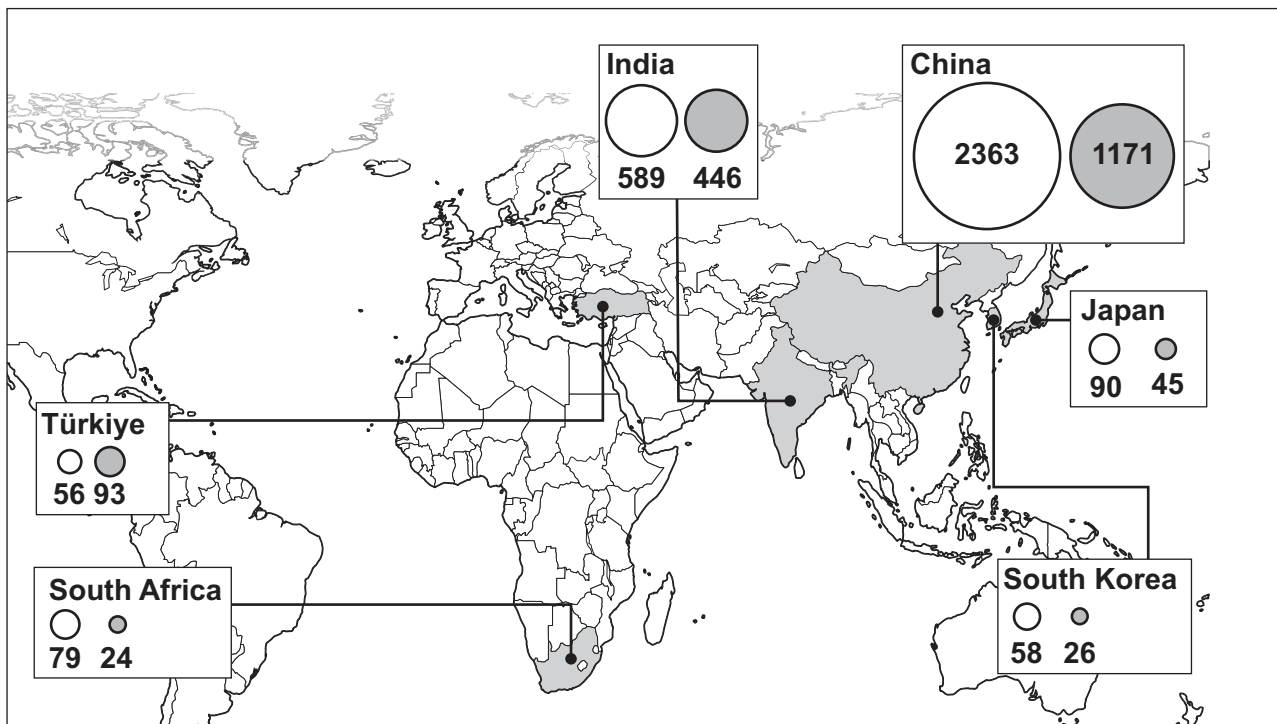 India
589 446
China
2363 1171
Japan
90 45
Türkiye
56 93
South Africa
79 24
South Korea
58 26